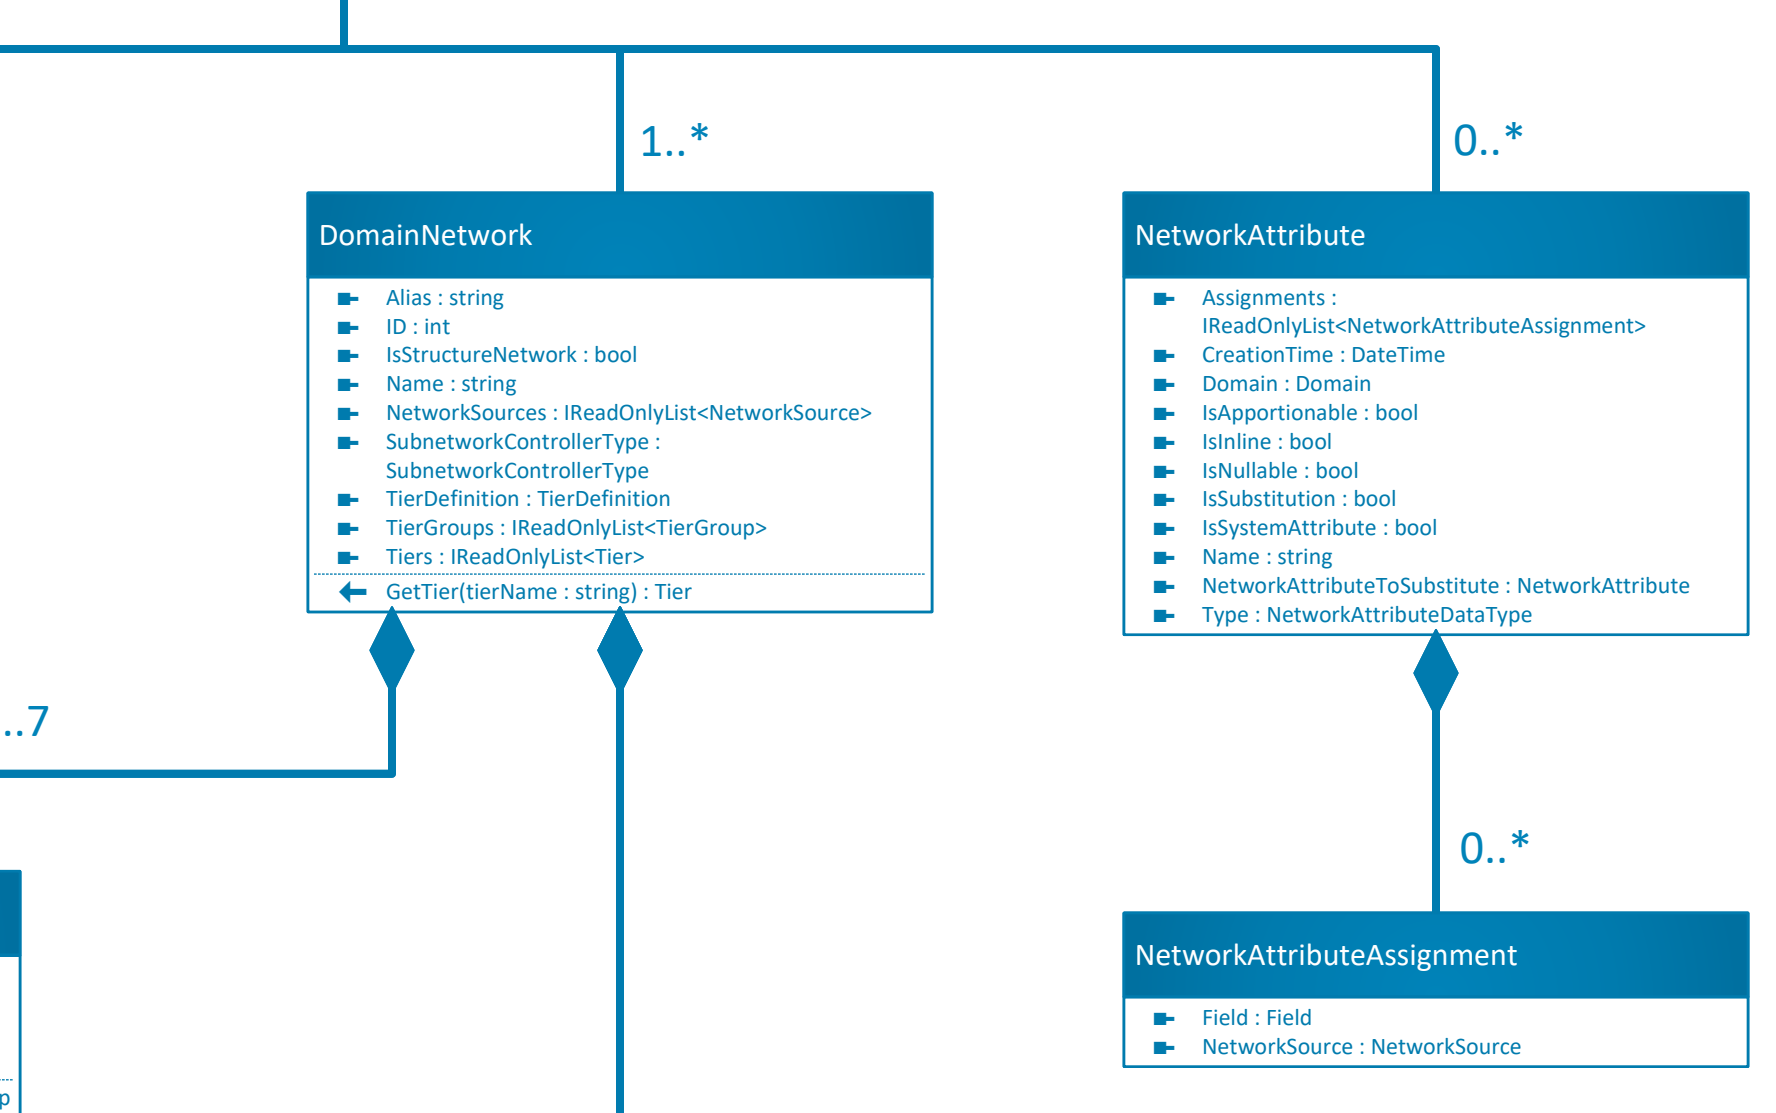 1..*
0..*
DomainNetwork
Alias : string
ID : int
IsStructureNetwork : bool
Name : string
NetworkSources : IReadOnlyList<NetworkSource>
SubnetworkControllerType :
SubnetworkControllerType
TierDefinition : TierDefinition
TierGroups : IReadOnlyList<TierGroup>
Tiers : IReadOnlyList<Tier>
GetTier(tierName : string) : Tier
NetworkAttribute
Assignments :
IReadOnlyList<NetworkAttributeAssignment>
CreationTime : DateTime
Domain : Domain
IsApportionable : bool
IsInline : bool
IsNullable : bool
IsSubstitution : bool
IsSystemAttribute : bool
Name : string
NetworkAttributeToSubstitute : NetworkAttribute
Type : NetworkAttributeDataType
..7
0..*
NetworkAttributeAssignment
Field : Field
NetworkSource : NetworkSource
p